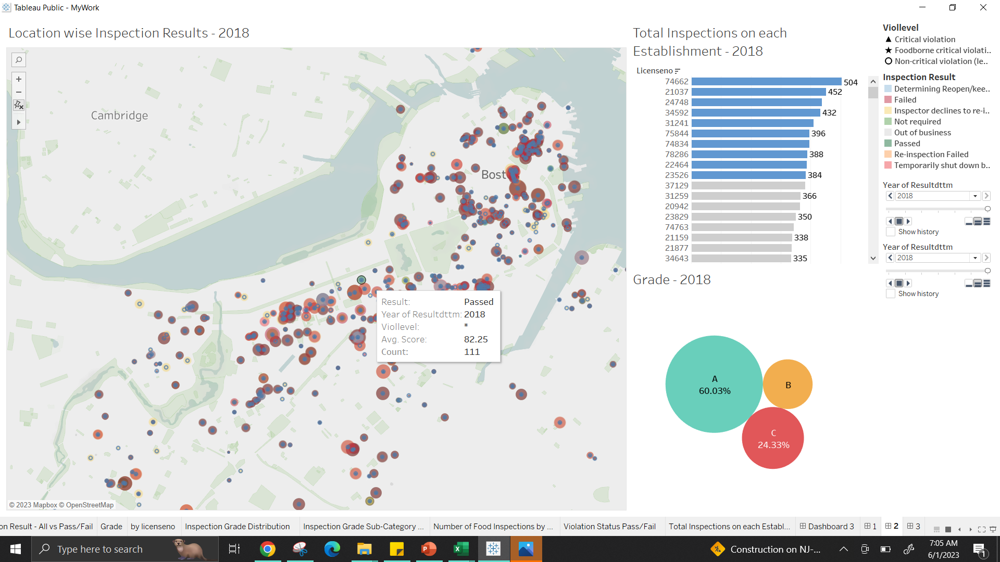 Tableau Public - MyWork
Location wise Inspection Results - 2018
Cambridge
Bost
Result: Passed
Year of Resultdttm: 2018
Viollevel: *
Avg. Score: 82.25
Count: 111
© 2023 Mapbox © OpenStreetMap
Total Inspections on each
Establishment - 2018
Licenseno
74662 504
21037 452
24748
34592 432
31241
75844 396
74834
78286 388
22464
23526 384
37129
31259 366
20942
23829 350
74763
21159 338
21877
34643 335
Grade - 2018
A
60.03%
B
C
24.33%
Viollevel
Critical violation
Foodborne critical violati..
Non-critical violation (le..
Inspection Result
Determining Reopen/kee..
Failed
Inspector declines to re-i..
Not required
Out of business
Passed
Re-inspection Failed
Temporarily shut down b..
Year of Resultdttm
2018
Show history
Year of Resultdttm
2018
Show history
on Result - All vs Pass/Fail Grade by licenseno Inspection Grade Distribution Inspection Grade Sub-Category ... Number of Food Inspections by ... Violation Status Pass/Fail Total Inspections on each Establ... Dashboard 3 1 2 3
Type here to search
Construction on NJ-...
7:05 AM
6/1/2023
1